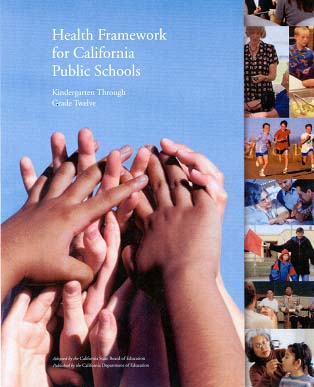 Health Framework
for California
Public Schools
Kindergarten Through
Grade Twelve
Adopted by the California State Board of Education
Published by the California Department of Education